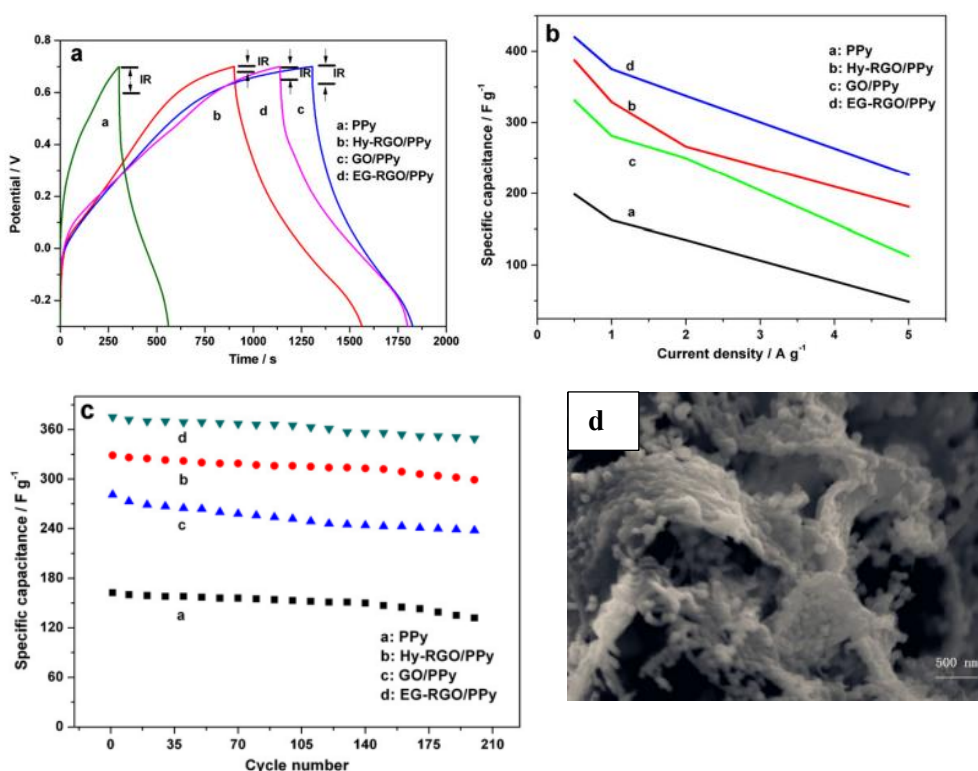 a
0.8
0.6
0.4
0.2
0.0
-0.2
Potential / V
IR
IR
IR
IR
a
b
d
c
a: PPy
b: Hy-RGO/PPy
c: GO/PPy
d: EG-RGO/PPy
0 250 500 750 1000 1250 1500 1750 2000
Time / s
b
400
300
200
100
Specific capacitance / F g⁻¹
a: PPy
b: Hy-RGO/PPy
c: GO/PPy
d: EG-RGO/PPy
d
b
c
a
0 1 2 3 4 5
Current density / A g⁻¹
c
360
300
240
180
120
60
0
Specific capacitance / F g⁻¹
d
b
c
a
a: PPy
b: Hy-RGO/PPy
c: GO/PPy
d: EG-RGO/PPy
0 35 70 105 140 175 210
Cycle number
d
500 nm